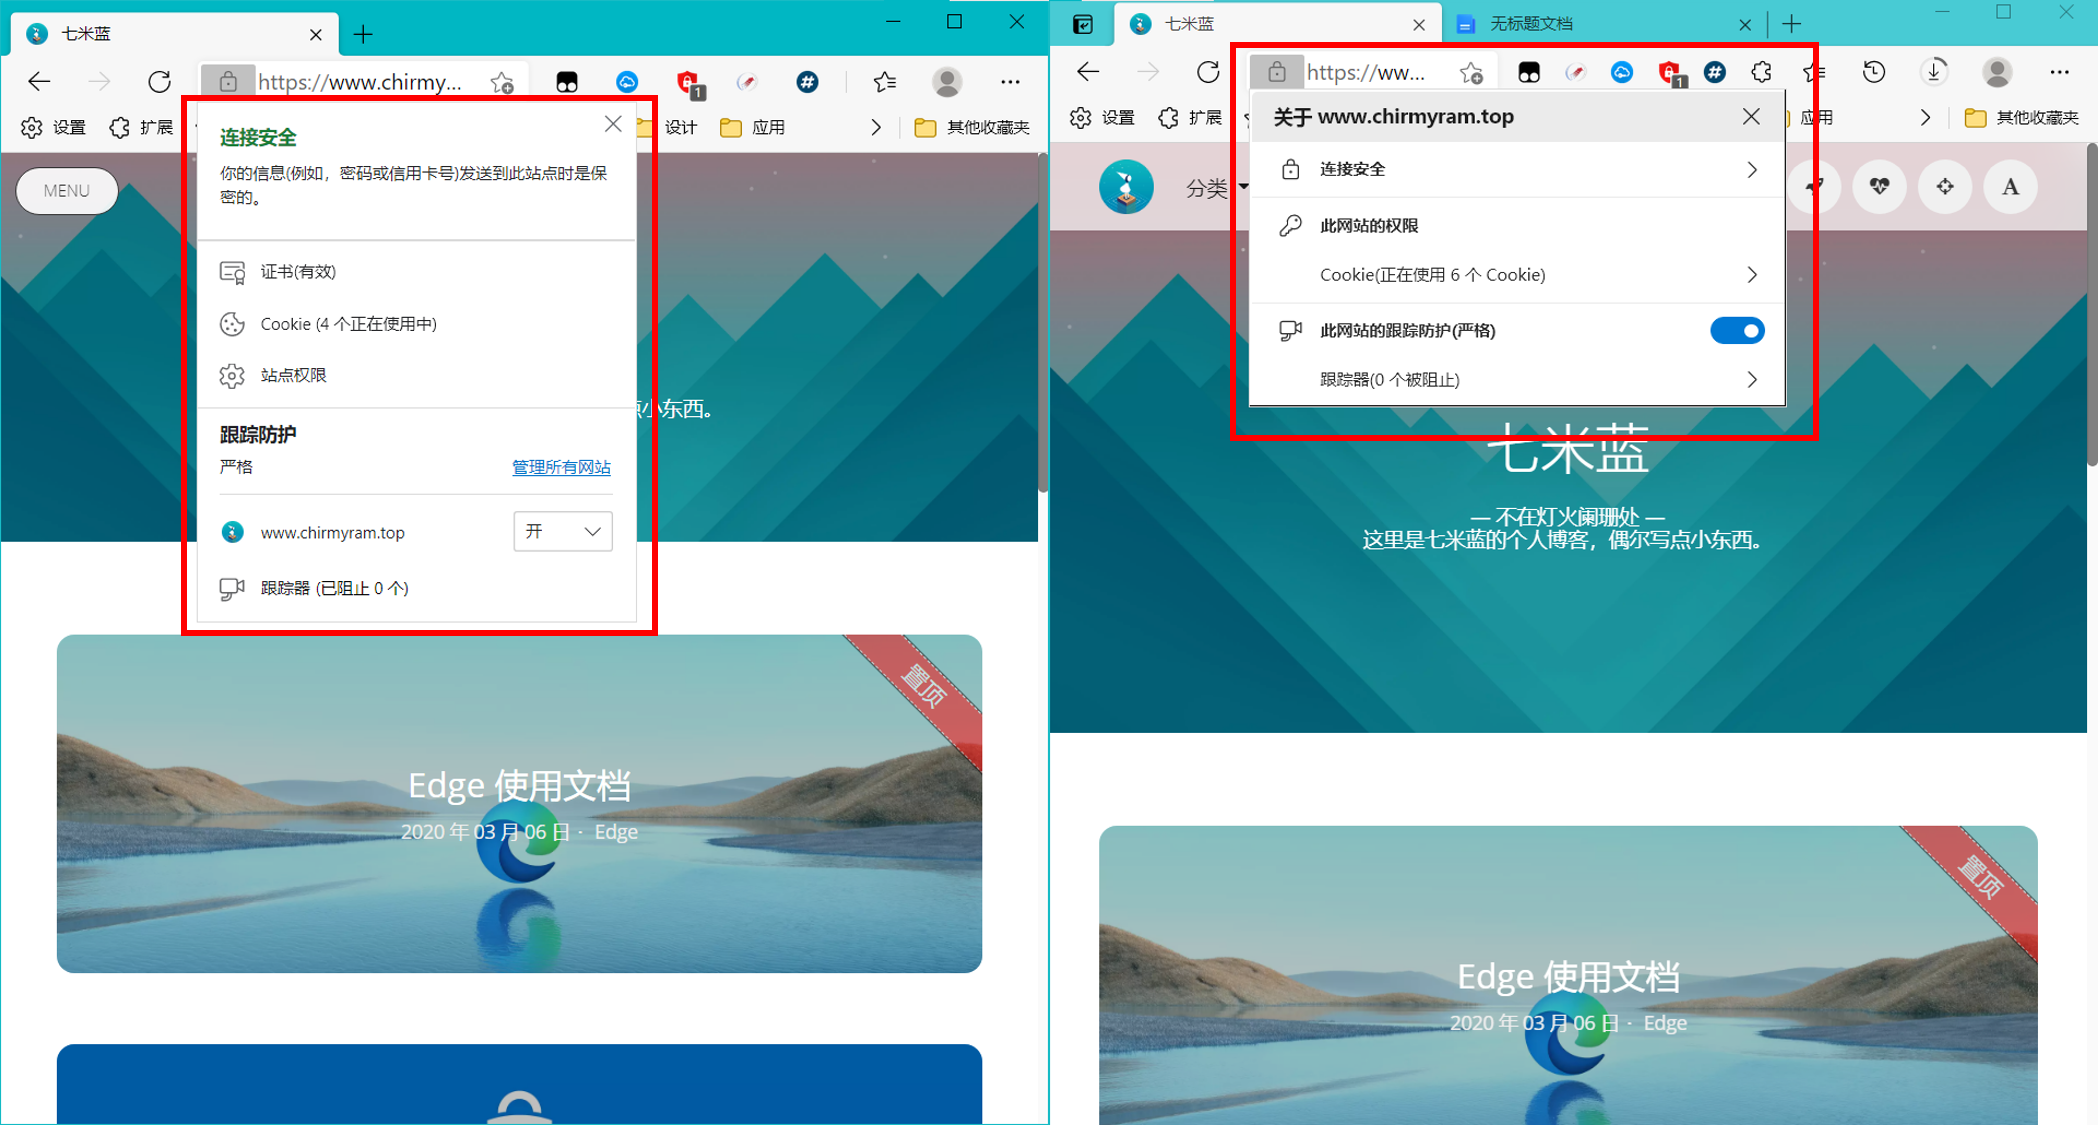 七米蓝
https://www.chirmy...
1
设置
扩展
设计
应用
其他收藏夹
MENU
连接安全
你的信息(例如，密码或信用卡号)发送到此站点时是保
密的。
证书(有效)
Cookie (4 个正在使用中)
站点权限
点小东西。
跟踪防护
严格
管理所有网站
www.chirmyram.top
开
跟踪器 (已阻止 0 个)
置顶
Edge 使用文档
2020 年 03 月 06 日 · Edge
七米蓝
无标题文档
https://ww...
1
设置
扩展
应用
其他收藏夹
关于 www.chirmyram.top
分类
A
连接安全
此网站的权限
Cookie(正在使用 6 个 Cookie)
此网站的跟踪防护(严格)
跟踪器(0 个被阻止)
七米蓝
— 不在灯火阑珊处 —
这里是七米蓝的个人博客，偶尔写点小东西。
置顶
Edge 使用文档
2020 年 03 月 06 日 · Edge